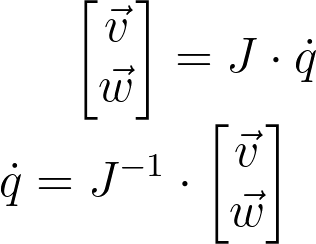 [v⃗ w⃗] = J · q̇
q̇ = J⁻¹ · [v⃗ w⃗]